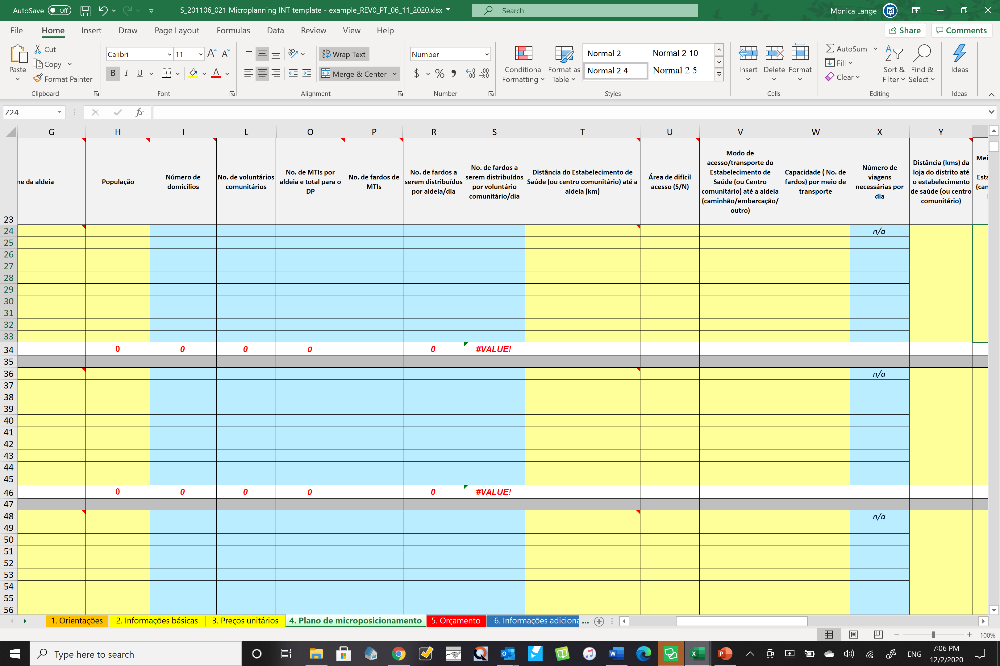 AutoSave Off S_201106_021 Microplanning INT template - example_REV0_PT_06_11_2020.xlsx Search Monica Lange
File Home Insert Draw Page Layout Formulas Data Review View Help Share Comments
Paste Cut Copy Format Painter Clipboard
Calibri 11 B I U Font
Wrap Text Merge & Center Alignment
Number $ % Number
Conditional Formatting Format as Table Normal 2 Normal 2 10 Normal 2 4 Normal 2 5 Styles
Insert Delete Format Cells
AutoSum Fill Clear Sort & Filter Find & Select Editing
Ideas Ideas
Z24 fx
G H I L O P R S T U V W X Y
23
ne da aldeia
População
Número de domicílios
No. de voluntários comunitários
No. de MTIs por aldeia e total para o DP
No. de fardos de MTIs
No. de fardos a serem distribuídos por aldeia/dia
No. de fardos a serem distribuídos por voluntário comunitário/dia
Distância do Estabelecimento de Saúde (ou centro comunitário) até a aldeia (km)
Área de difícil acesso (S/N)
Modo de acesso/transporte do Estabelecimento de Saúde (ou Centro comunitário) até a aldeia (caminhão/embarcação/ outro)
Capacidade ( No. de fardos) por meio de transporte
Número de viagens necessárias por dia
Distância (kms) da loja do distrito até o estabelecimento de saúde (ou centro comunitário)
Mei
Esta
(can
24 n/a
25
26
27
28
29
30
31
32
33
34 0 0 0 0 0 #VALUE!
35
36 n/a
37
38
39
40
41
42
43
44
45
46 0 0 0 0 0 #VALUE!
47
48 n/a
49
50
51
52
53
54
55
56
1. Orientações 2. Informações básicas 3. Preços unitários 4. Plano de microposicionamento 5. Orçamento 6. Informações adiciona ...
100%
Type here to search ENG 7:06 PM
12/2/2020